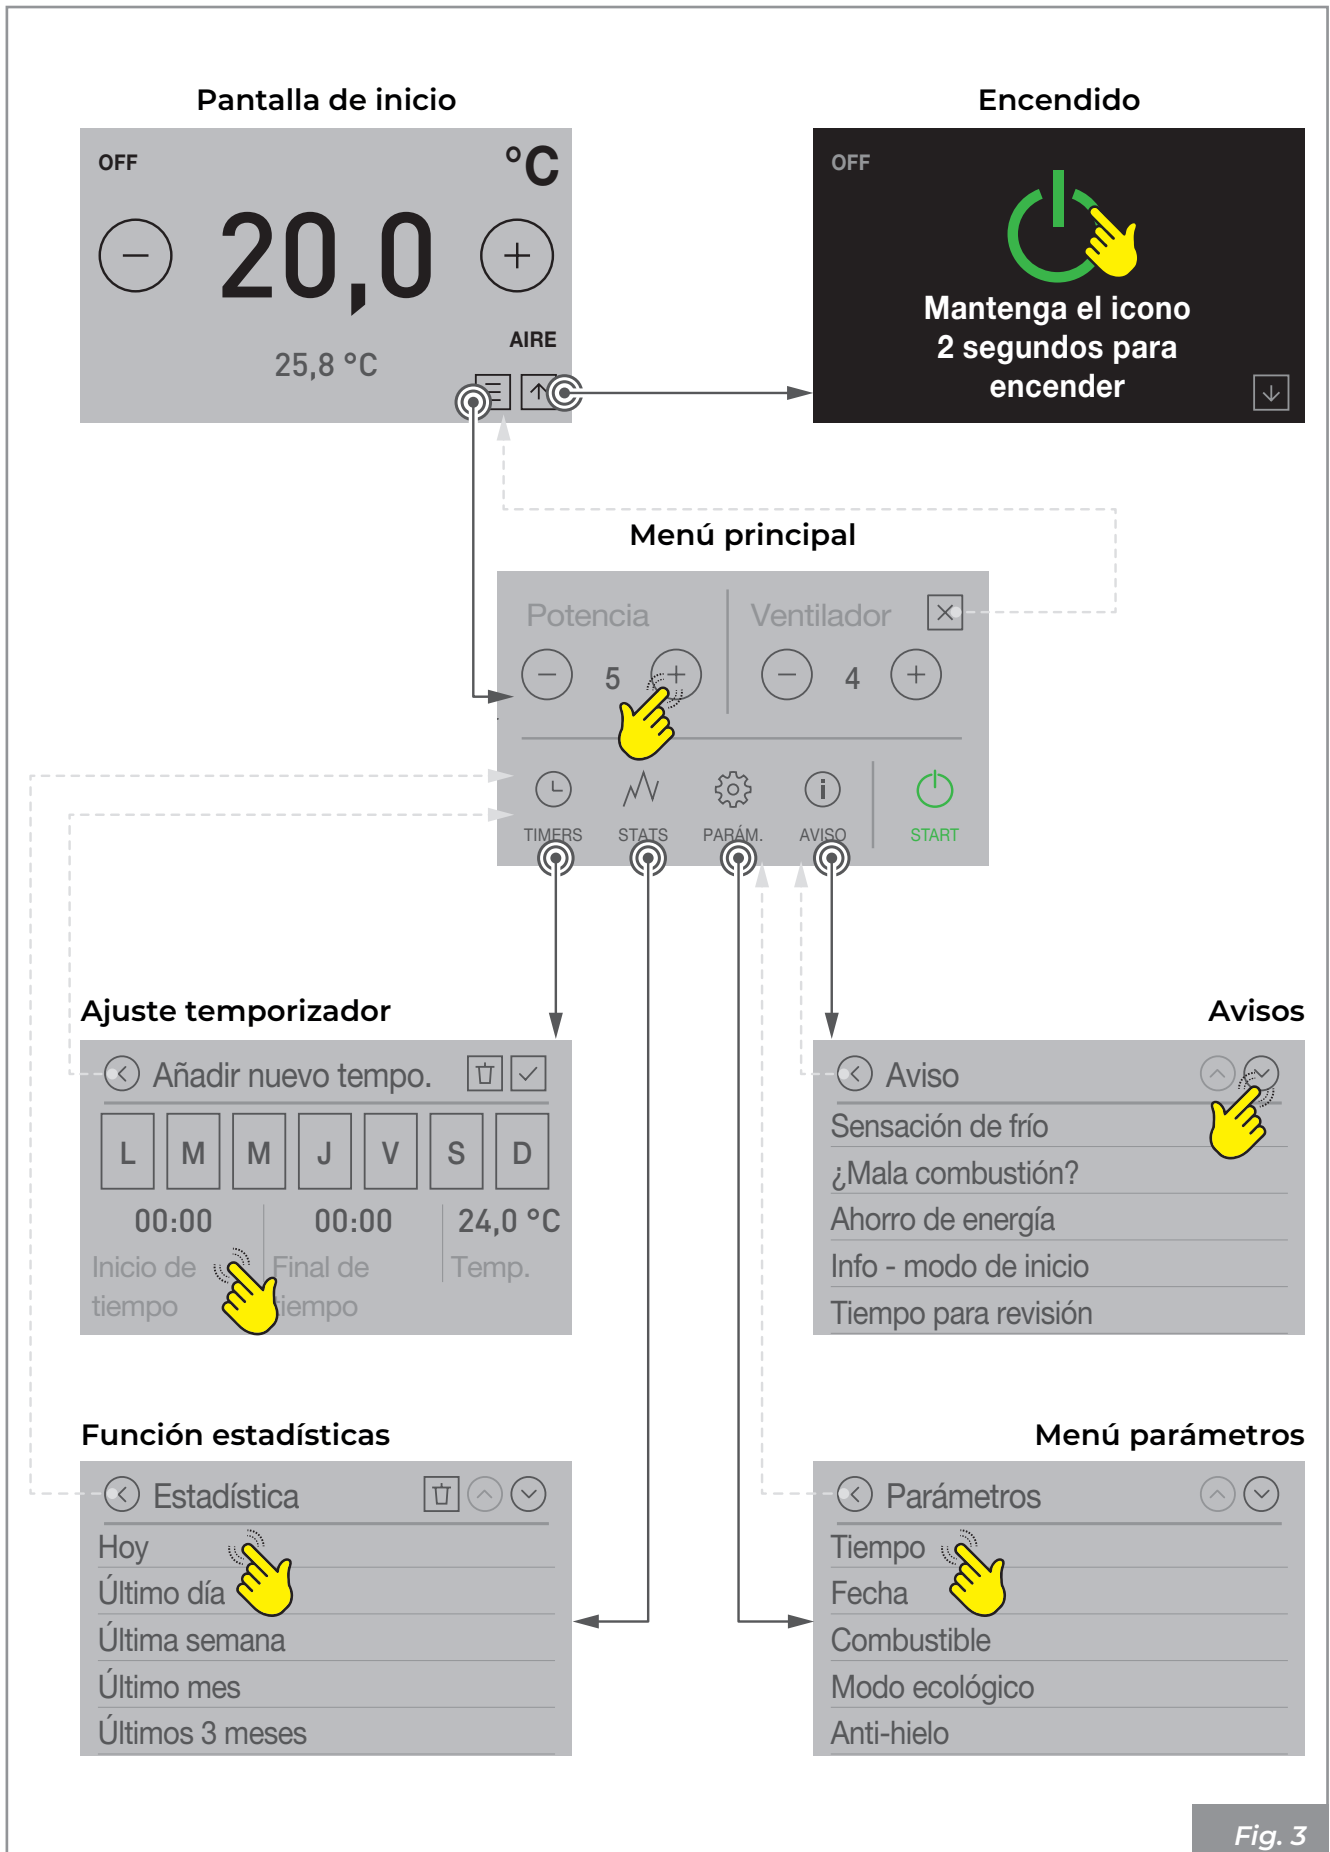 Pantalla de inicio
OFF
°C
20,0
AIRE
25,8 °C
Encendido
OFF
Mantenga el icono
2 segundos para
encender
Menú principal
Potencia
Ventilador
5
4
TIMERS
STATS
PARÁM.
AVISO
START
Ajuste temporizador
Añadir nuevo tempo.
L M M J V S D
00:00 00:00 24,0 °C
Inicio de
tiempo
Final de
tiempo
Temp.
Avisos
Aviso
Sensación de frío
¿Mala combustión?
Ahorro de energía
Info - modo de inicio
Tiempo para revisión
Función estadísticas
Estadística
Hoy
Último día
Última semana
Último mes
Últimos 3 meses
Menú parámetros
Parámetros
Tiempo
Fecha
Combustible
Modo ecológico
Anti-hielo
Fig. 3